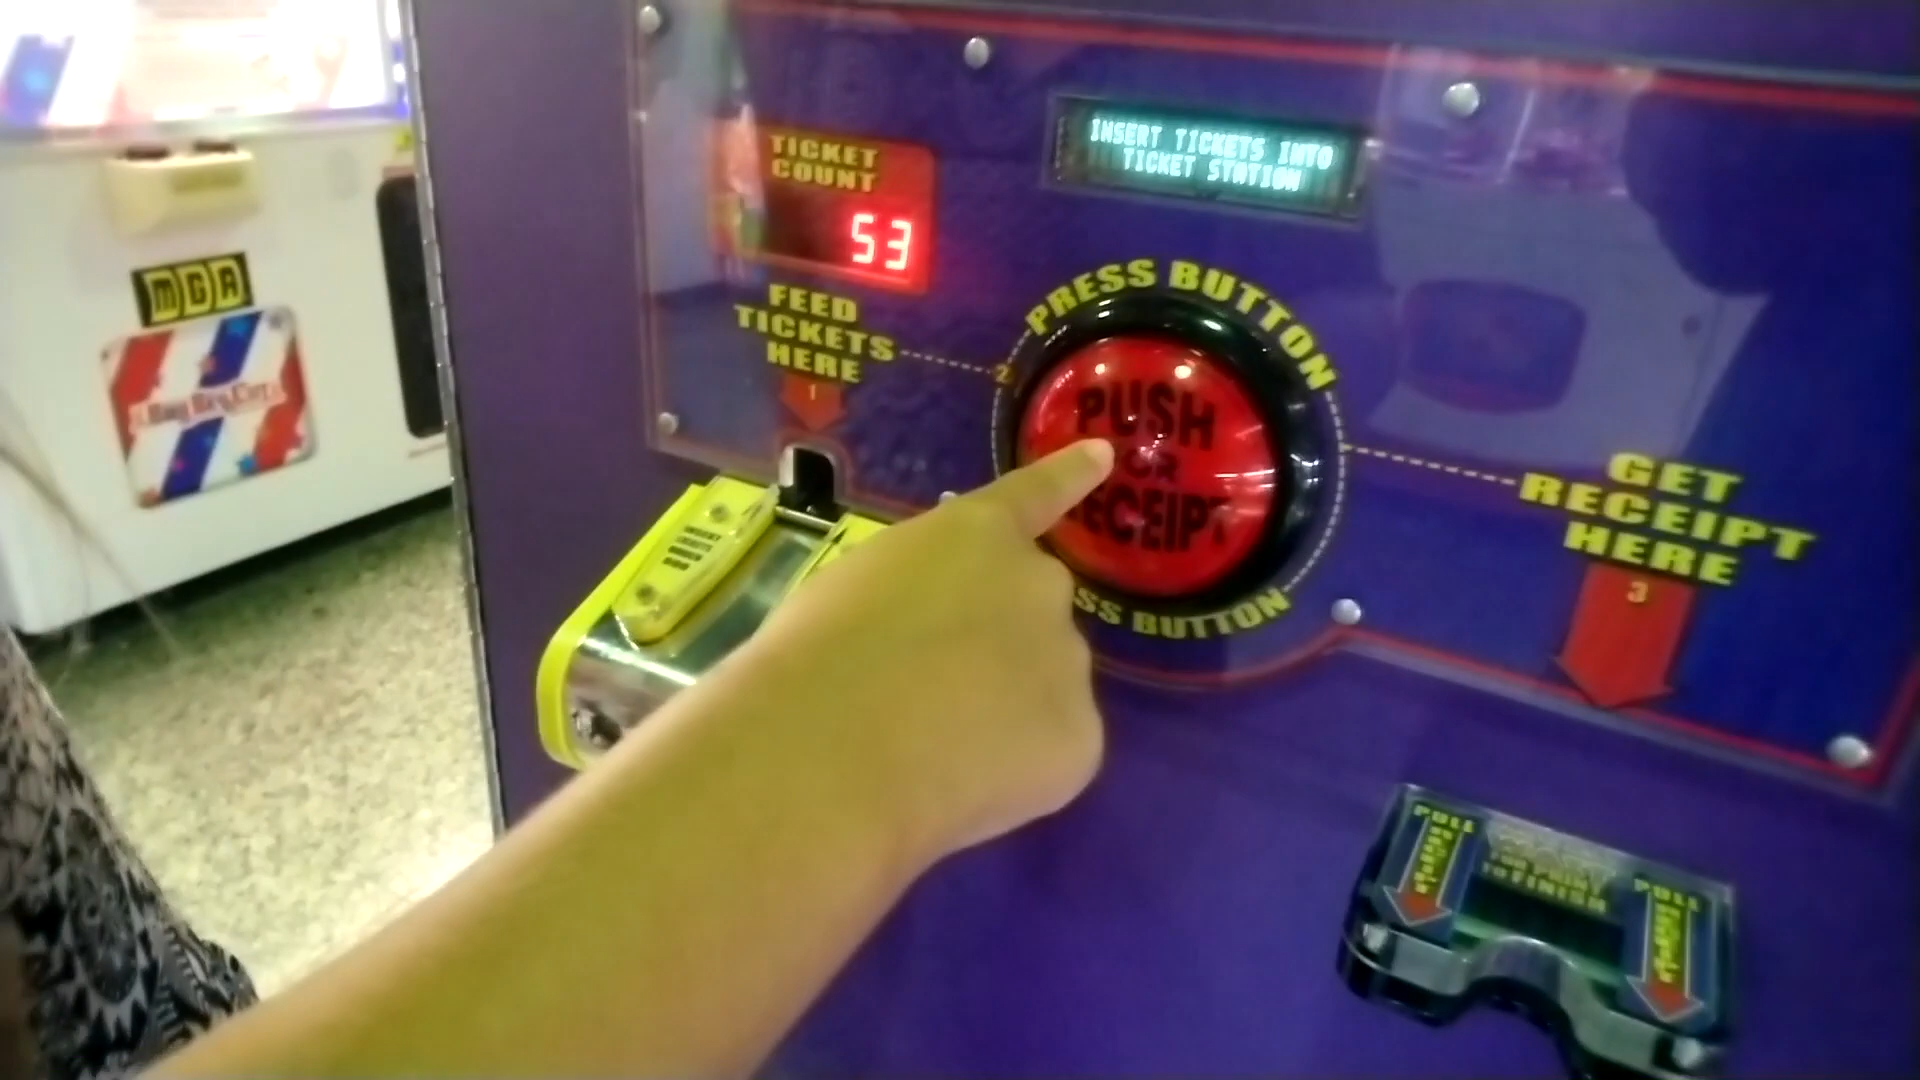 TICKET
COUNT
53
INSERT TICKETS INTO
TICKET STATION
FEED
TICKETS
HERE
1
2
PRESS BUTTON
PUSH
FOR
RECEIPT
PRESS BUTTON
GET
RECEIPT
HERE
3
MGA
PULL
PULL
TO FINISH